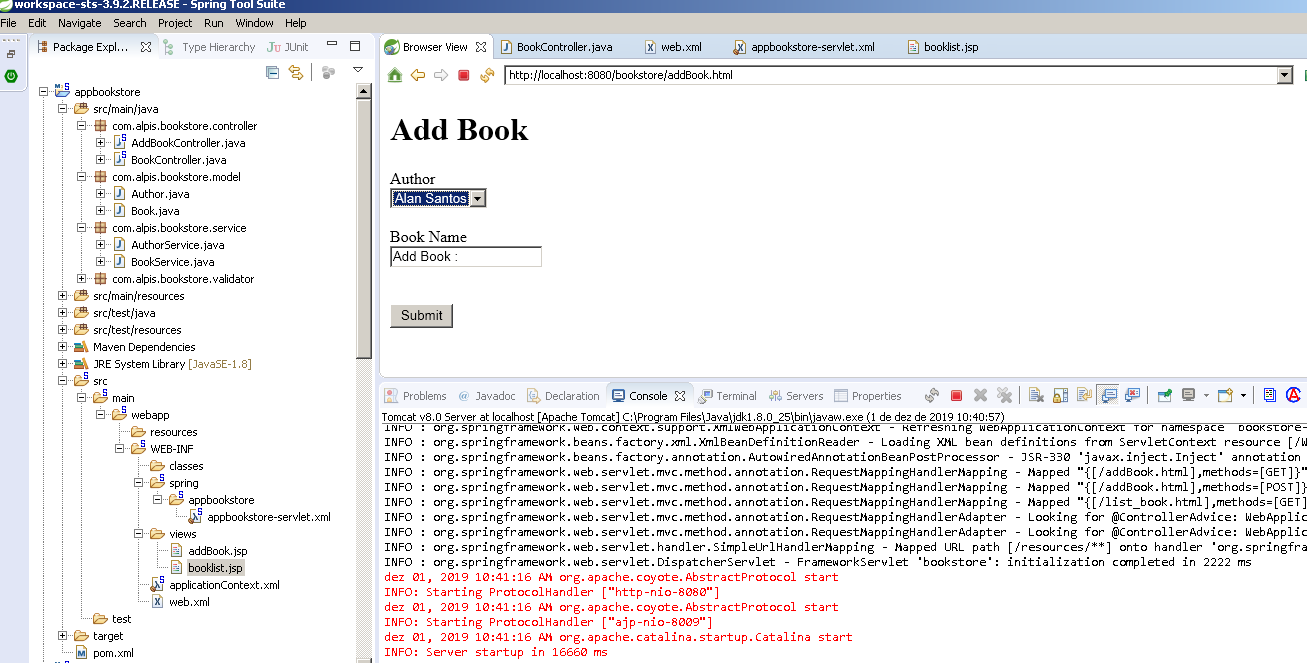 workspace-sts-3.9.2.RELEASE - Spring Tool Suite
File Edit Navigate Search Project Run Window Help
Package Expl... Type Hierarchy JUnit
appbookstore
src/main/java
com.alpis.bookstore.controller
AddBookController.java
BookController.java
com.alpis.bookstore.model
Author.java
Book.java
com.alpis.bookstore.service
AuthorService.java
BookService.java
com.alpis.bookstore.validator
src/main/resources
src/test/java
src/test/resources
Maven Dependencies
JRE System Library [JavaSE-1.8]
src
main
webapp
resources
WEB-INF
classes
spring
appbookstore
appbookstore-servlet.xml
views
addBook.jsp
booklist.jsp
applicationContext.xml
web.xml
test
target
pom.xml
Browser View BookController.java web.xml appbookstore-servlet.xml booklist.jsp
http://localhost:8080/bookstore/addBook.html
Add Book
Author
Alan Santos
Book Name
Add Book :
Submit
Problems Javadoc Declaration Console Terminal Servers Properties
Tomcat v8.0 Server at localhost [Apache Tomcat] C:\Program Files\Java\jdk1.8.0_25\bin\javaw.exe (1 de dez de 2019 10:40:57)
INFO : org.springframework.web.context.support.XmlWebApplicationContext - Refreshing WebApplicationContext for namespace 'bookstore-
INFO : org.springframework.beans.factory.xml.XmlBeanDefinitionReader - Loading XML bean definitions from ServletContext resource [/W
INFO : org.springframework.beans.factory.annotation.AutowiredAnnotationBeanPostProcessor - JSR-330 'javax.inject.Inject' annotation
INFO : org.springframework.web.servlet.mvc.method.annotation.RequestMappingHandlerMapping - Mapped "{[/addBook.html],methods=[GET]}"
INFO : org.springframework.web.servlet.mvc.method.annotation.RequestMappingHandlerMapping - Mapped "{[/addBook.html],methods=[POST]}
INFO : org.springframework.web.servlet.mvc.method.annotation.RequestMappingHandlerMapping - Mapped "{[/list_book.html],methods=[GET]
INFO : org.springframework.web.servlet.mvc.method.annotation.RequestMappingHandlerAdapter - Looking for @ControllerAdvice: WebApplic
INFO : org.springframework.web.servlet.mvc.method.annotation.RequestMappingHandlerAdapter - Looking for @ControllerAdvice: WebApplic
INFO : org.springframework.web.servlet.handler.SimpleUrlHandlerMapping - Mapped URL path [/resources/**] onto handler 'org.springfra
INFO : org.springframework.web.servlet.DispatcherServlet - FrameworkServlet 'bookstore': initialization completed in 2222 ms
dez 01, 2019 10:41:16 AM org.apache.coyote.AbstractProtocol start
INFO: Starting ProtocolHandler ["http-nio-8080"]
dez 01, 2019 10:41:16 AM org.apache.coyote.AbstractProtocol start
INFO: Starting ProtocolHandler ["ajp-nio-8009"]
dez 01, 2019 10:41:16 AM org.apache.catalina.startup.Catalina start
INFO: Server startup in 16660 ms